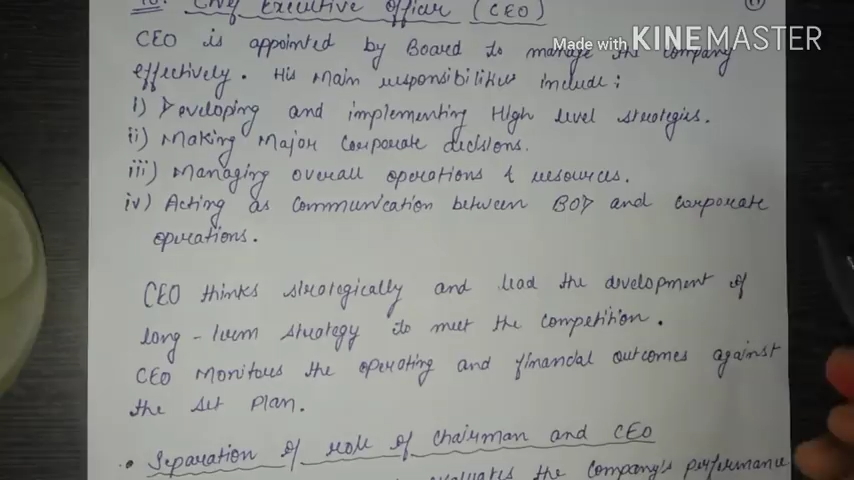 Chief Executive Officer (CEO)
Made with KINEMASTER
CEO is appointed by Board to manage the company
effectively. His main responsibilities include:
i) Developing and implementing High level strategies.
ii) Making Major Corporate decisions.
iii) Managing overall operations & resources.
iv) Acting as Communication between BOD and corporate
operations.
CEO thinks strategically and lead the development of
long-term strategy to meet the competition.
CEO Monitors the operating and financial outcomes against
the set plan.
• Separation of role of Chairman and CEO
the Company's performance